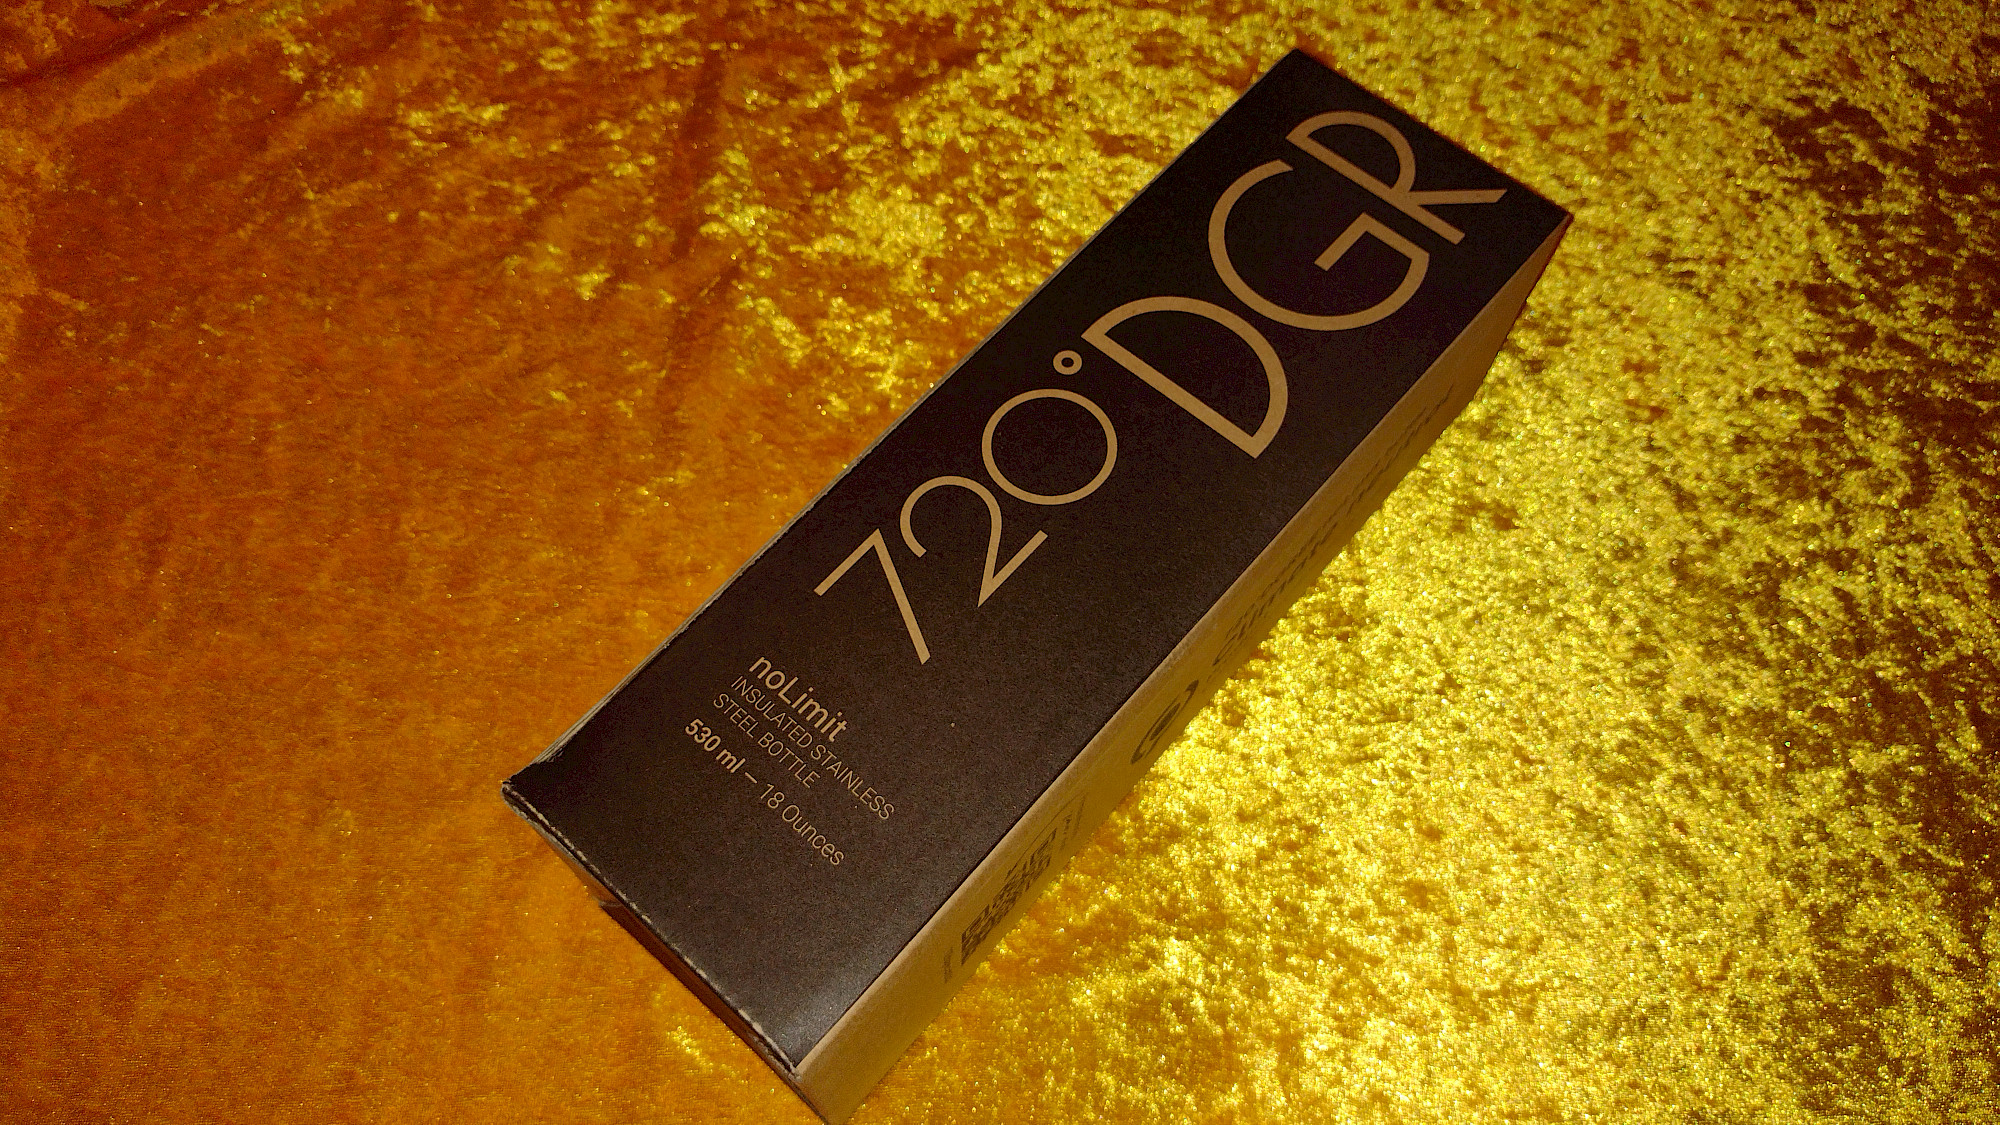 720°DGR
noLimit
INSULATED STAINLESS
STEEL BOTTLE
530 ml – 18 Ounces